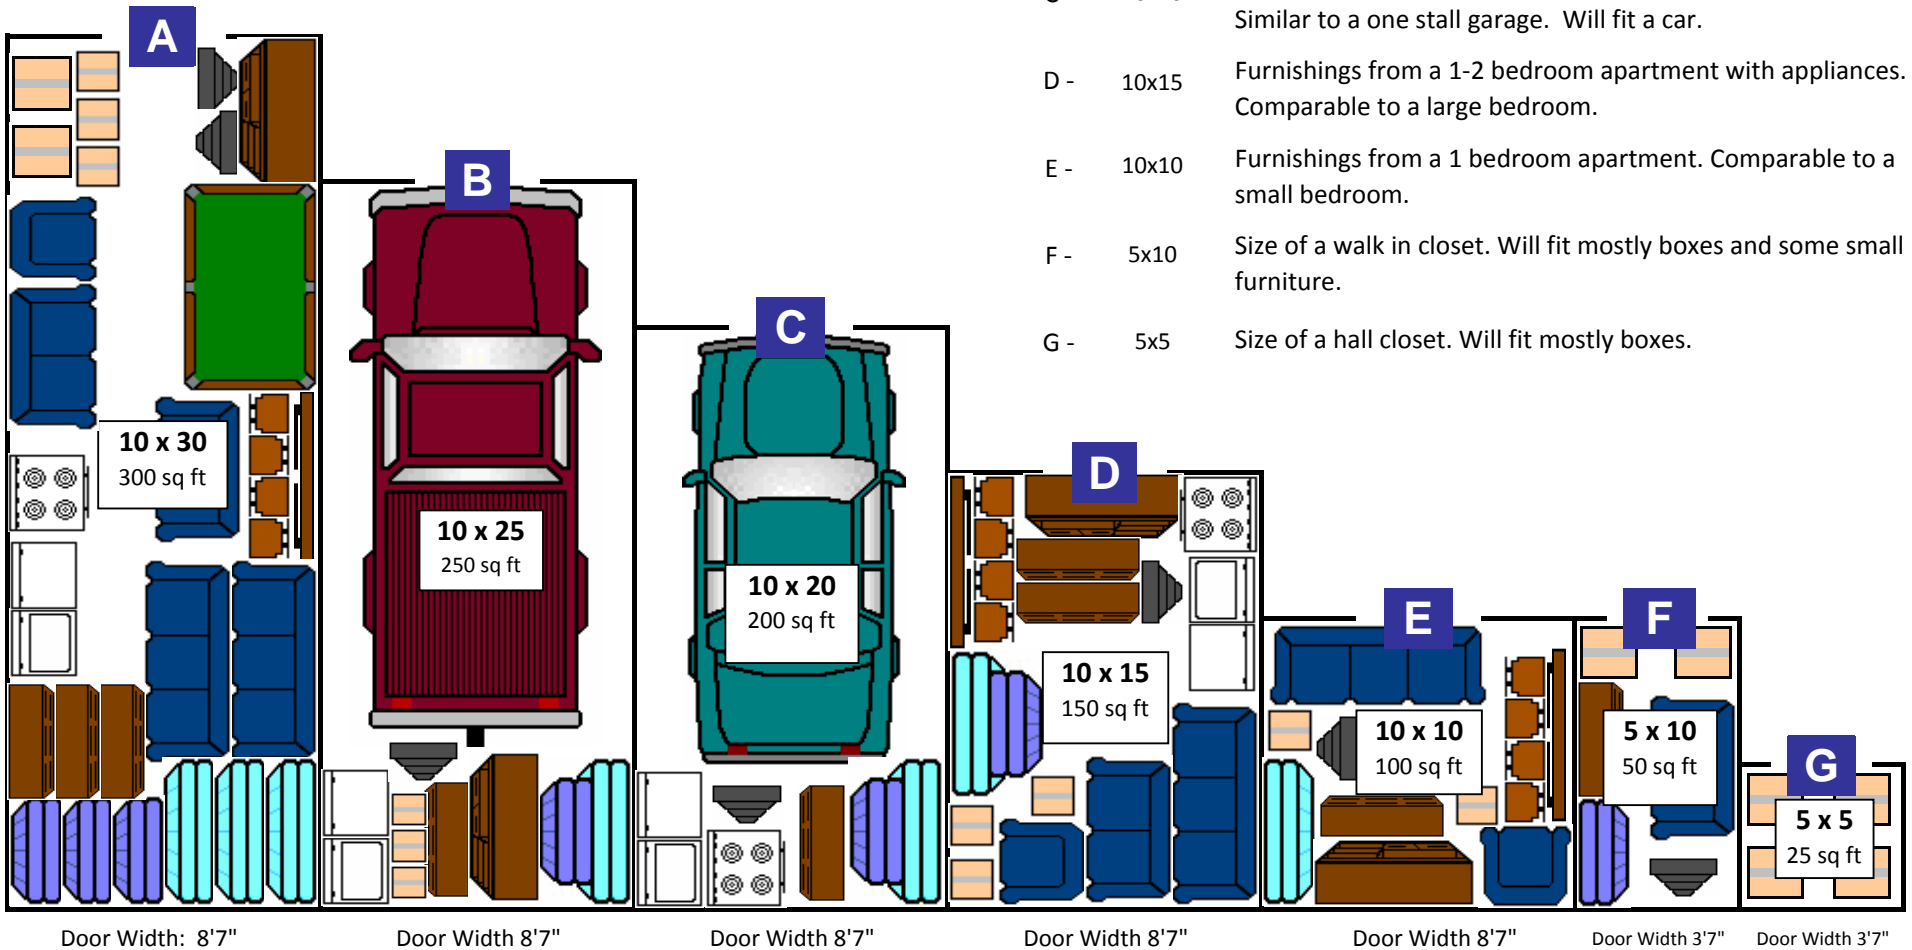 Similar to a one stall garage.  Will fit a car.
D - 10x15 Furnishings from a 1-2 bedroom apartment with appliances.
Comparable to a large bedroom.
E - 10x10 Furnishings from a 1 bedroom apartment. Comparable to a
small bedroom.
F - 5x10 Size of a walk in closet. Will fit mostly boxes and some small
furniture.
G - 5x5 Size of a hall closet. Will fit mostly boxes.
A
10 x 30
300 sq ft
Door Width:  8'7"
B
10 x 25
250 sq ft
Door Width 8'7"
C
10 x 20
200 sq ft
Door Width 8'7"
D
10 x 15
150 sq ft
Door Width 8'7"
E
10 x 10
100 sq ft
Door Width 8'7"
F
5 x 10
50 sq ft
Door Width 3'7"
G
5 x 5
25 sq ft
Door Width 3'7"